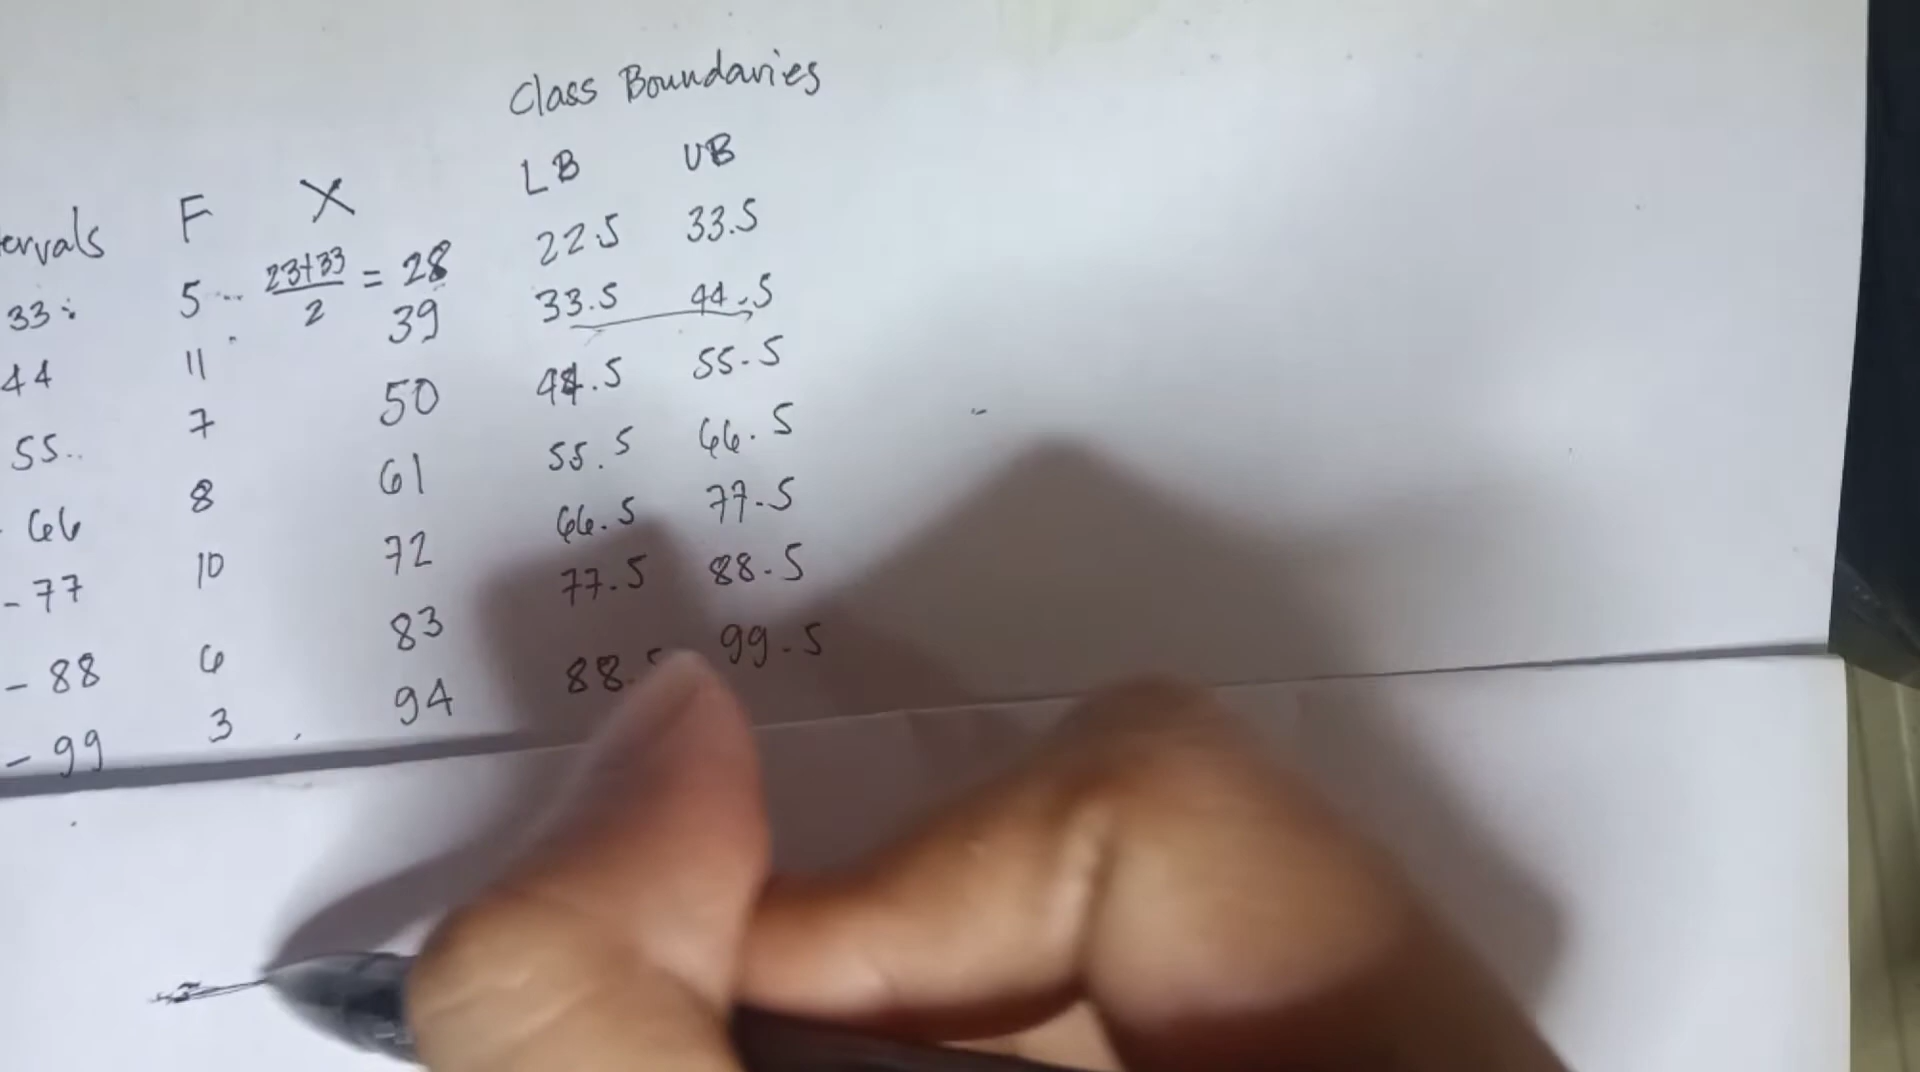 Class Boundaries
LB UB
ervals F X
33: 5 23+33/2 = 28 22.5 33.5
44 11 39 33.5 44.5
55.. 7 50 44.5 55.5
- 66 8 61 55.5 66.5
- 77 10 72 66.5 77.5
- 88 6 83 77.5 88.5
- 99 3 94 88.5 99.5